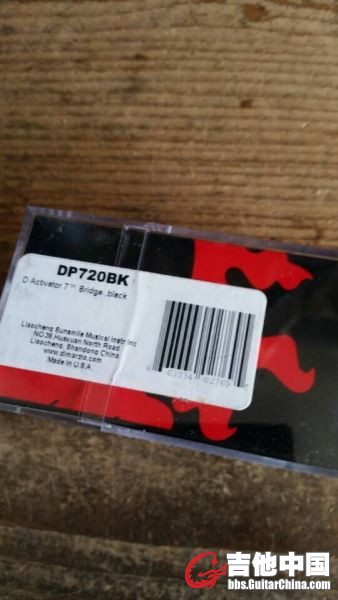 DP720BK
D Activator 7™ Bridge ,black
Liaocheng Sunsmile Musical Instr Inc
NO.36,Huayuan North Road
Liaocheng, Shandong China
www.dimarzio.com
Made in U.S.A.
吉他中国
bbs.GuitarChina.com